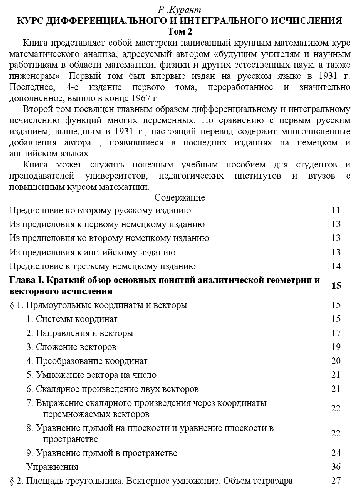 Р. Курант
КУРС ДИФФЕРЕНЦИАЛЬНОГО И ИНТЕГРАЛЬНОГО ИСЧИСЛЕНИЯ
Том 2
Книга представляет собой мастерски написанный крупным математиком курс
математического анализа, адресуемый автором «будущим учителям и научным
работникам в области математики, физики и других естественных наук, а также
инженерам». Первый том был впервые издан на русском языке в 1931 г.
Последнее, 4-е издание первого тома, переработанное и значительно
дополненное, вышло в конце 1967 г.
Второй том посвящен главным образом дифференциальному и интегральному
исчислению функций многих переменных. По сравнению с первым русским
изданием, вышедшим в 1931 г., настоящий перевод содержит многочисленные
добавления автора, появившиеся в последних изданиях на немецком и
английском языках.
Книга может служить полезным учебным пособием для студентов и
преподавателей университетов, педагогических институтов и втузов с
повышенным курсом математики.
Содержание
Предисловие ко второму русскому изданию 11
Из предисловия к первому немецкому изданию 13
Из предисловия ко второму немецкому изданию 13
Из предисловия к английскому изданию 13
Предисловие к третьему немецкому изданию 14
Глава I. Краткий обзор основных понятий аналитической геометрии и
векторного исчисления 15
§ 1. Прямоугольные координаты и векторы 15
1. Системы координат 15
2. Направления и векторы 17
3. Сложение векторов 19
4. Преобразование координат 20
5. Умножение вектора на число 21
6. Скалярное произведение двух векторов 21
7. Выражение скалярного произведения через координаты
перемножаемых векторов 22
8. Уравнение прямой на плоскости и уравнение плоскости в
пространстве 22
9. Уравнение прямой в пространстве 24
Упражнения 36
§ 2. Площадь треугольника. Векторное умножение. Объем тетраэдра 27